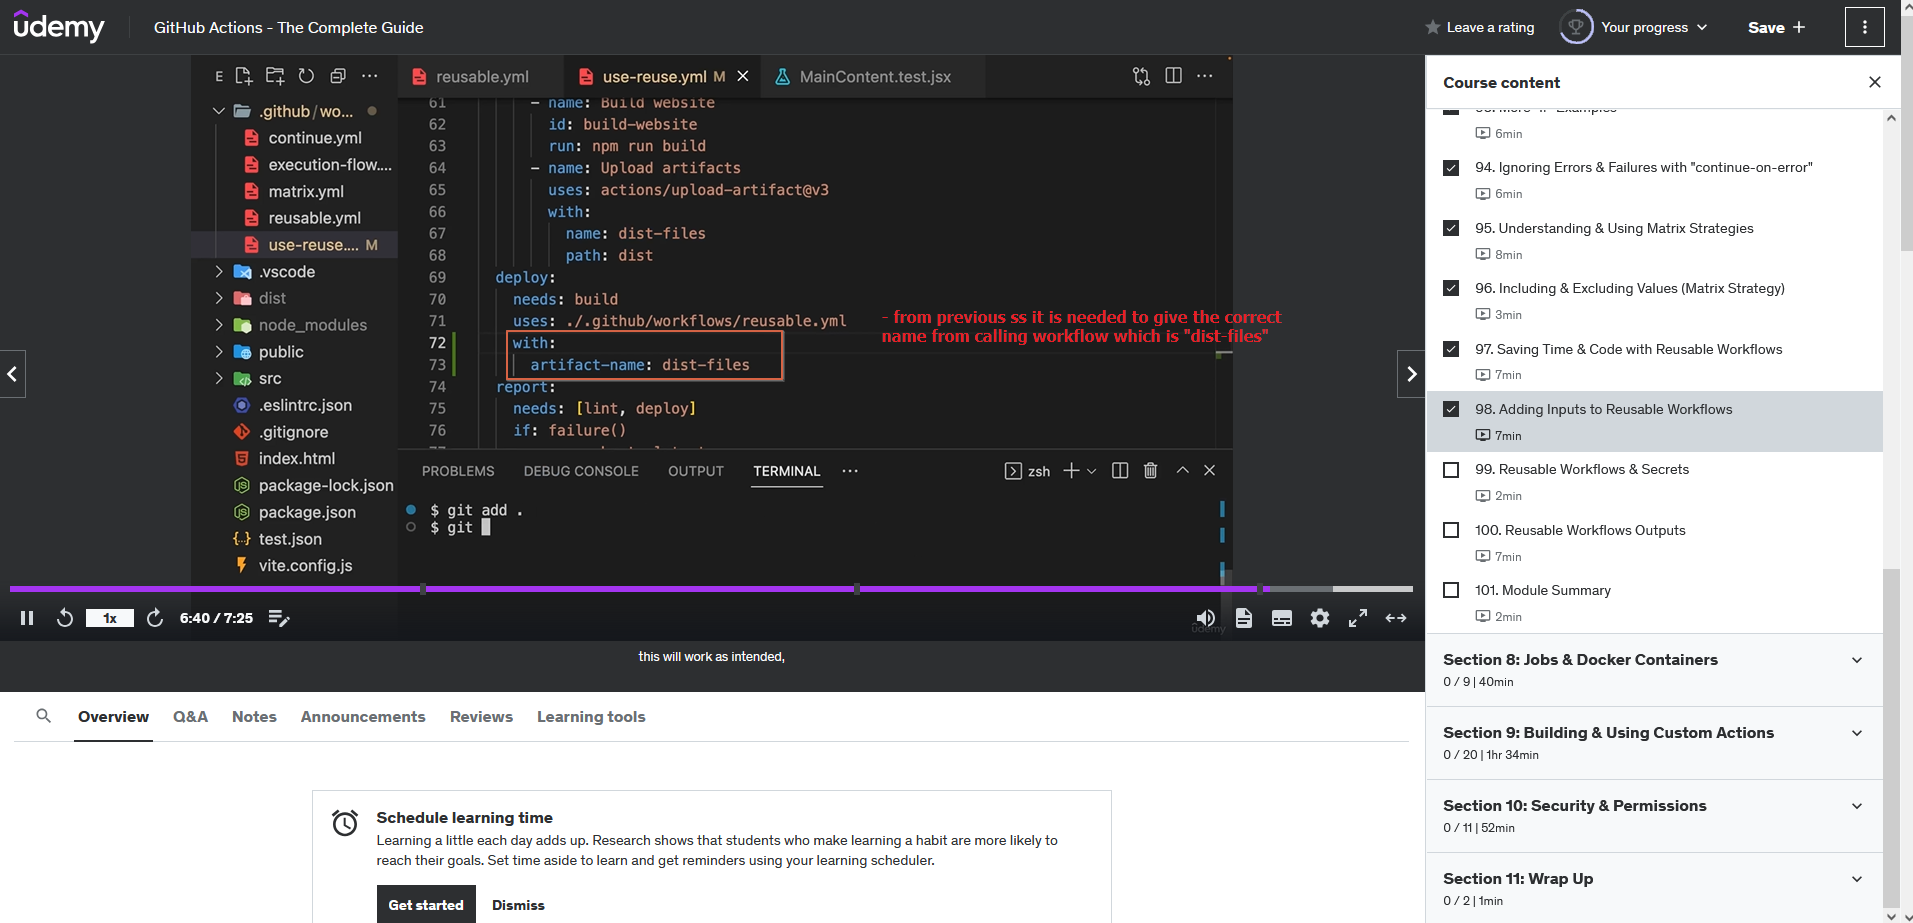 udemy
GitHub Actions - The Complete Guide
Leave a rating
Your progress
Save +
E
reusable.yml
use-reuse.yml M
MainContent.test.jsx
.github/wo...
continue.yml
execution-flow....
matrix.yml
reusable.yml
use-reuse.... M
.vscode
dist
node_modules
public
src
.eslintrc.json
.gitignore
index.html
package-lock.json
package.json
test.json
vite.config.js
61 - name: Build website
62 id: build-website
63 run: npm run build
64 - name: Upload artifacts
65 uses: actions/upload-artifact@v3
66 with:
67 name: dist-files
68 path: dist
69 deploy:
70 needs: build
71 uses: ./.github/workflows/reusable.yml
72 with:
73 artifact-name: dist-files
74 report:
75 needs: [lint, deploy]
76 if: failure()
- from previous ss it is needed to give the correct
name from calling workflow which is "dist-files"
PROBLEMS DEBUG CONSOLE OUTPUT TERMINAL ...
zsh
$ git add .
$ git
1x
6:40 / 7:25
udemy
this will work as intended,
Overview Q&A Notes Announcements Reviews Learning tools
Schedule learning time
Learning a little each day adds up. Research shows that students who make learning a habit are more likely to
reach their goals. Set time aside to learn and get reminders using your learning scheduler.
Get started
Dismiss
Course content
6min
94. Ignoring Errors & Failures with "continue-on-error"
6min
95. Understanding & Using Matrix Strategies
8min
96. Including & Excluding Values (Matrix Strategy)
3min
97. Saving Time & Code with Reusable Workflows
7min
98. Adding Inputs to Reusable Workflows
7min
99. Reusable Workflows & Secrets
2min
100. Reusable Workflows Outputs
7min
101. Module Summary
2min
Section 8: Jobs & Docker Containers
0 / 9 | 40min
Section 9: Building & Using Custom Actions
0 / 20 | 1hr 34min
Section 10: Security & Permissions
0 / 11 | 52min
Section 11: Wrap Up
0 / 2 | 1min